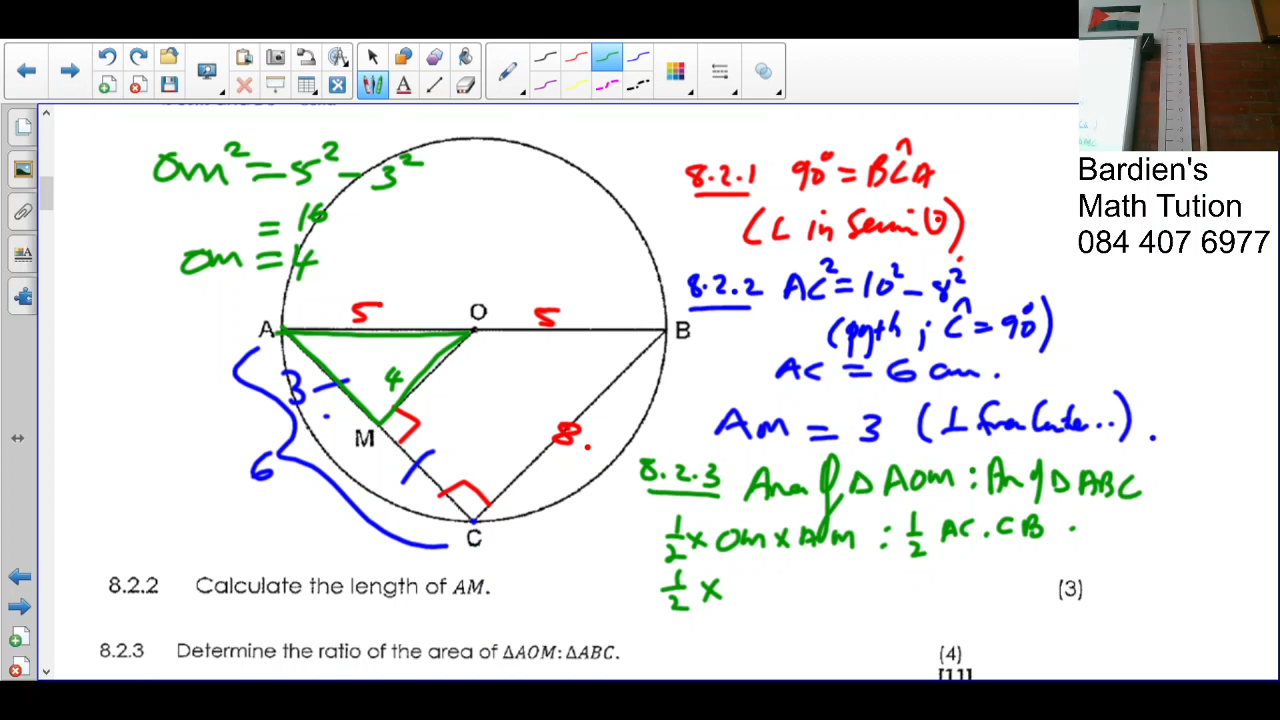 Bardien's
Math Tution
084 407 6977
Om² = 5² - 3²
= 16
Om = 4
8.2.1 90° = BĈA
(L in Semi ⊙)
8.2.2 AC² = 10² - 8²
(pyth ; Ĉ = 90°)
AC = 6 cm.
Am = 3 (⊥ from Cente...).
8.2.3 Area of Δ AOM : Ar of Δ ABC
½ × Om × Am : ½ AC . CB .
½ ×
5
5
O
A
B
3
4
M
8.
6
C
8.2.2 Calculate the length of AM. (3)
8.2.3 Determine the ratio of the area of ΔAOM: ΔABC. (4)
[11]